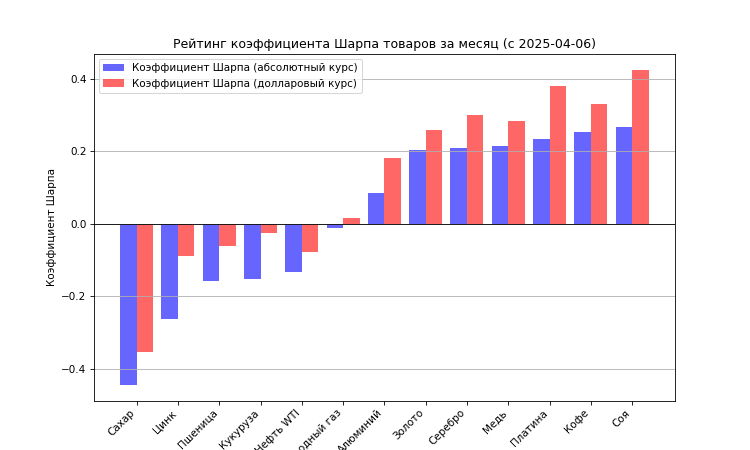 Рейтинг коэффициента Шарпа товаров за месяц (с 2025-04-06)
Коэффициент Шарпа (абсолютный курс)
Коэффициент Шарпа (долларовый курс)
Коэффициент Шарпа
0.4
0.2
0.0
−0.2
−0.4
Сахар
Цинк
Пшеница
Кукуруза
Нефть WTI
одный газ
Алюминий
Золото
Серебро
Медь
Платина
Кофе
Соя